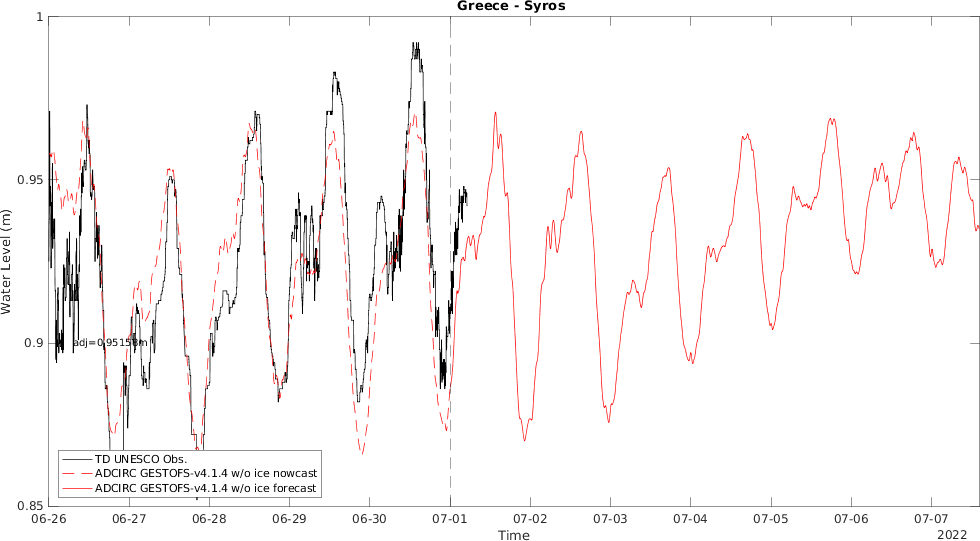 Greece - Syros
1
0.95
0.9
0.85
Water Level (m)
adj=0.95158m
TD UNESCO Obs.
ADCIRC GESTOFS-v4.1.4 w/o ice nowcast
ADCIRC GESTOFS-v4.1.4 w/o ice forecast
06-26 06-27 06-28 06-29 06-30 07-01 07-02 07-03 07-04 07-05 07-06 07-07
Time
2022